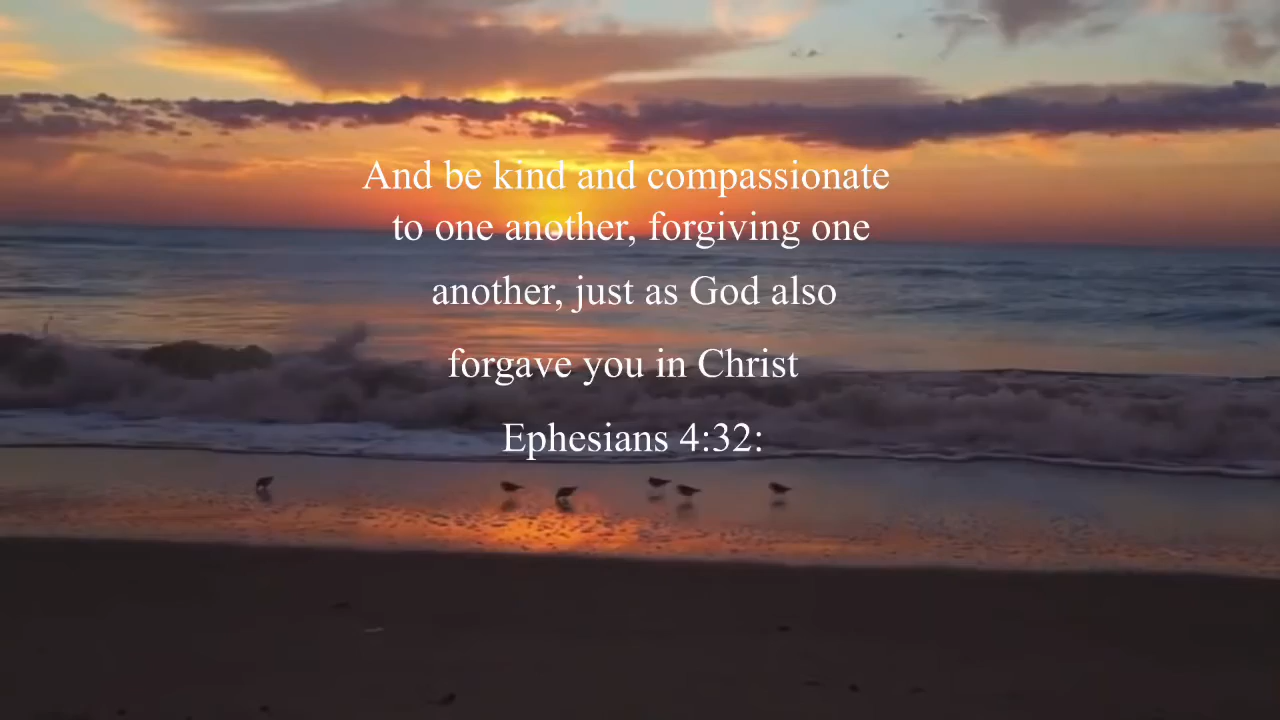 And be kind and compassionate
to one another, forgiving one
another, just as God also
forgave you in Christ
Ephesians 4:32: